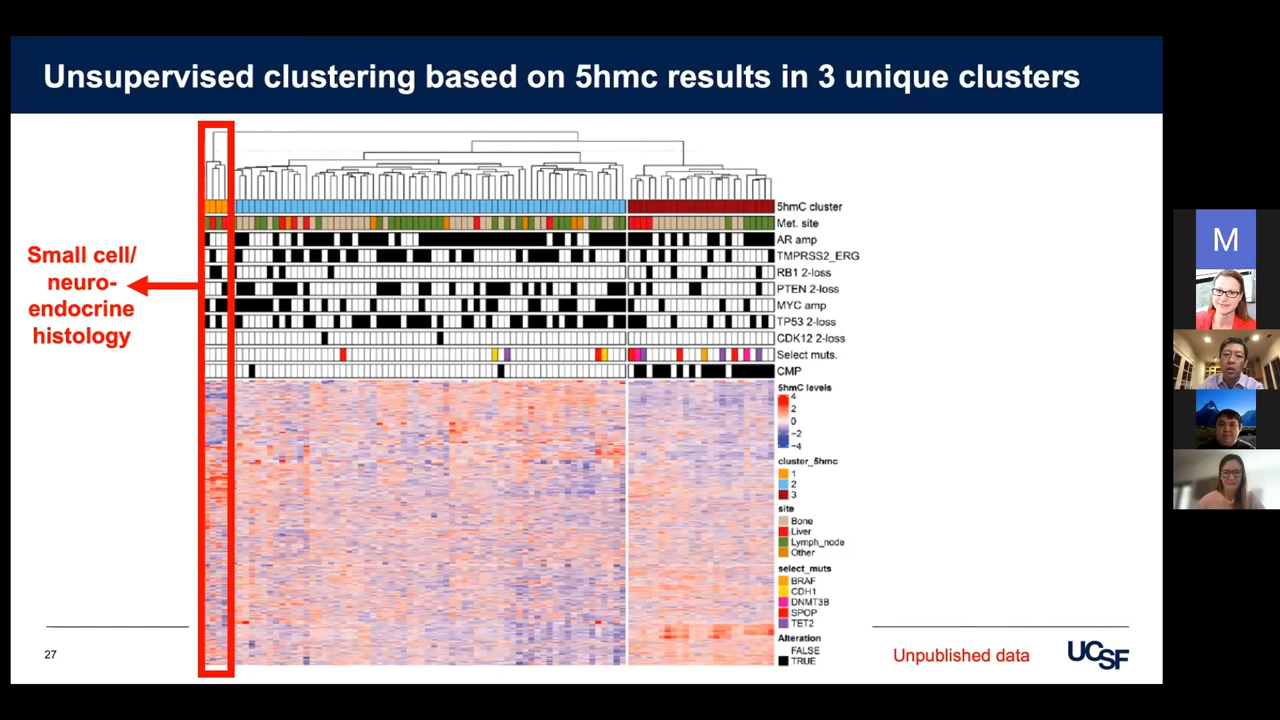 Unsupervised clustering based on 5hmc results in 3 unique clusters
Small cell/
neuro-
endocrine
histology
5hmC cluster
Met. site
AR amp
TMPRSS2_ERG
RB1 2-loss
PTEN 2-loss
MYC amp
TP53 2-loss
CDK12 2-loss
Select muts.
CMP
5hmC levels
4
2
0
−2
−4
cluster_5hmc
1
2
3
site
Bone
Liver
Lymph_node
Other
select_muts
BRAF
CDH1
DNMT3B
SPOP
TET2
Alteration
FALSE
TRUE
27
Unpublished data
UCSF
M